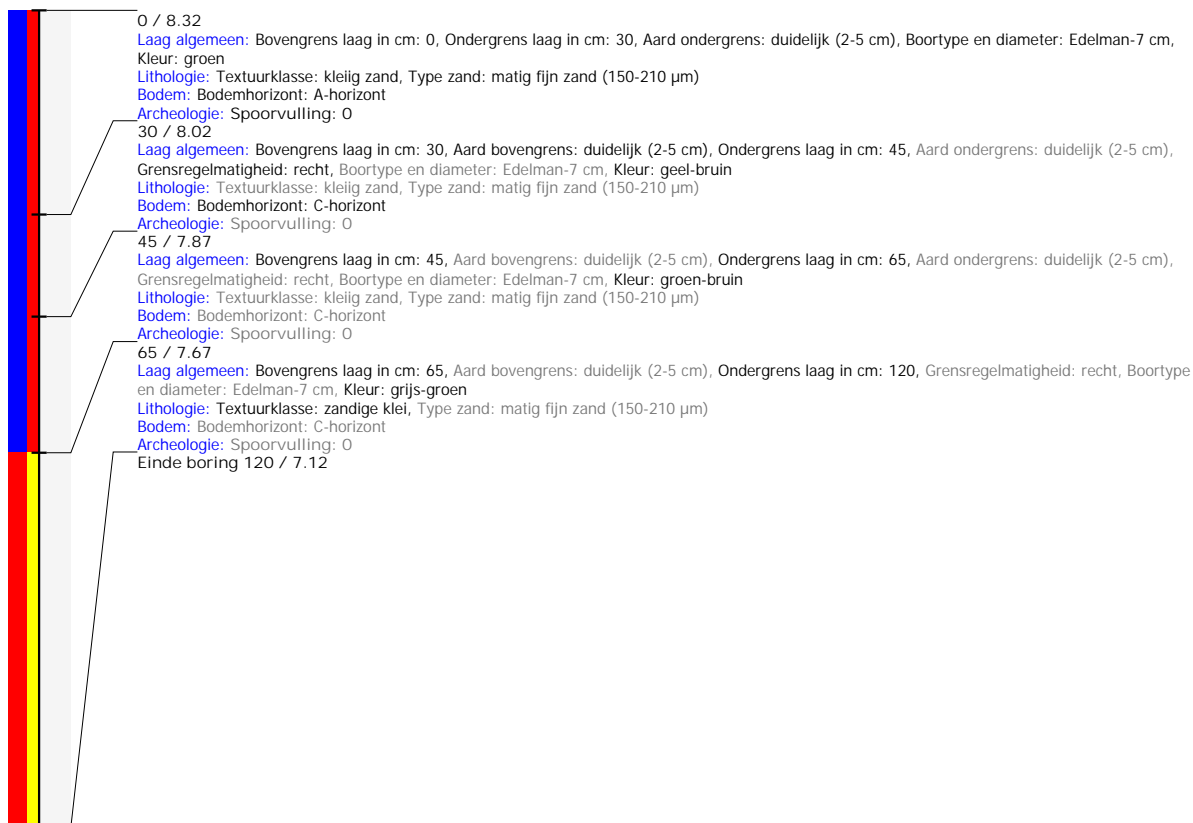 0 / 8.32
Laag algemeen: Bovengrens laag in cm: 0, Ondergrens laag in cm: 30, Aard ondergrens: duidelijk (2-5 cm), Boortype en diameter: Edelman-7 cm,
Kleur: groen
Lithologie: Textuurklasse: kleiig zand, Type zand: matig fijn zand (150-210 µm)
Bodem: Bodemhorizont: A-horizont
Archeologie: Spoorvulling: 0
30 / 8.02
Laag algemeen: Bovengrens laag in cm: 30, Aard bovengrens: duidelijk (2-5 cm), Ondergrens laag in cm: 45, Aard ondergrens: duidelijk (2-5 cm),
Grensregelmatigheid: recht, Boortype en diameter: Edelman-7 cm, Kleur: geel-bruin
Lithologie: Textuurklasse: kleiig zand, Type zand: matig fijn zand (150-210 µm)
Bodem: Bodemhorizont: C-horizont
Archeologie: Spoorvulling: 0
45 / 7.87
Laag algemeen: Bovengrens laag in cm: 45, Aard bovengrens: duidelijk (2-5 cm), Ondergrens laag in cm: 65, Aard ondergrens: duidelijk (2-5 cm),
Grensregelmatigheid: recht, Boortype en diameter: Edelman-7 cm, Kleur: groen-bruin
Lithologie: Textuurklasse: kleiig zand, Type zand: matig fijn zand (150-210 µm)
Bodem: Bodemhorizont: C-horizont
Archeologie: Spoorvulling: 0
65 / 7.67
Laag algemeen: Bovengrens laag in cm: 65, Aard bovengrens: duidelijk (2-5 cm), Ondergrens laag in cm: 120, Grensregelmatigheid: recht, Boortype
en diameter: Edelman-7 cm, Kleur: grijs-groen
Lithologie: Textuurklasse: zandige klei, Type zand: matig fijn zand (150-210 µm)
Bodem: Bodemhorizont: C-horizont
Archeologie: Spoorvulling: 0
Einde boring 120 / 7.12